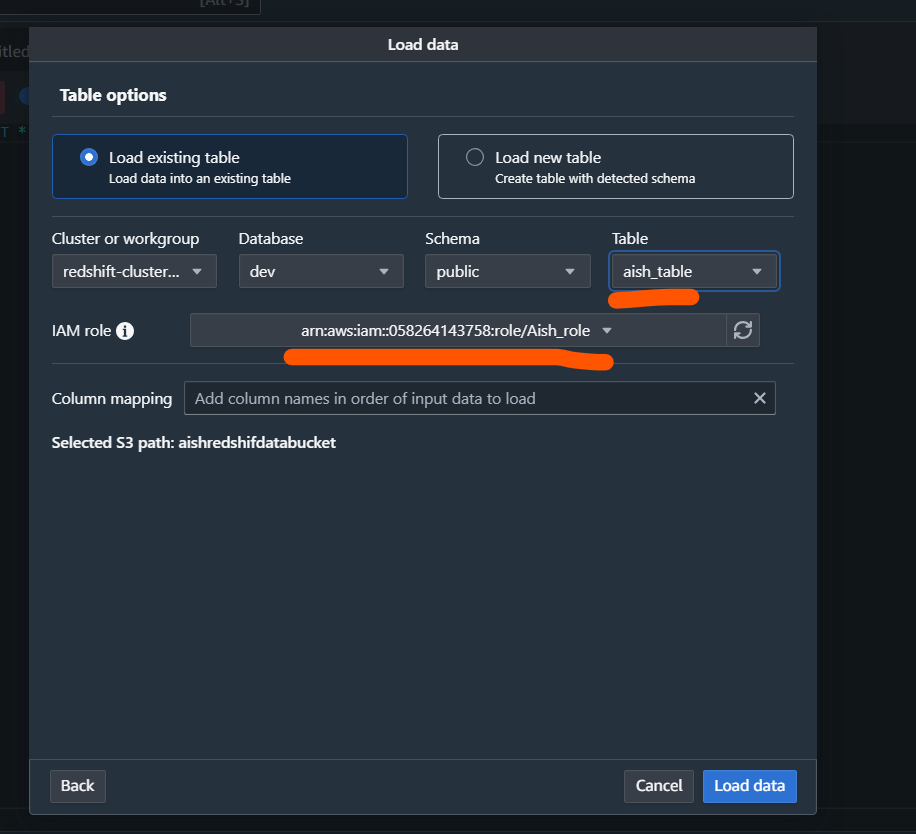 [Alt+S]
itled
T *
Load data
Table options
Load existing table
Load data into an existing table
Load new table
Create table with detected schema
Cluster or workgroup Database Schema Table
redshift-cluster... dev public aish_table
IAM role arn:aws:iam::058264143758:role/Aish_role
Column mapping Add column names in order of input data to load
Selected S3 path: aishredshifdatabucket
Back Cancel Load data